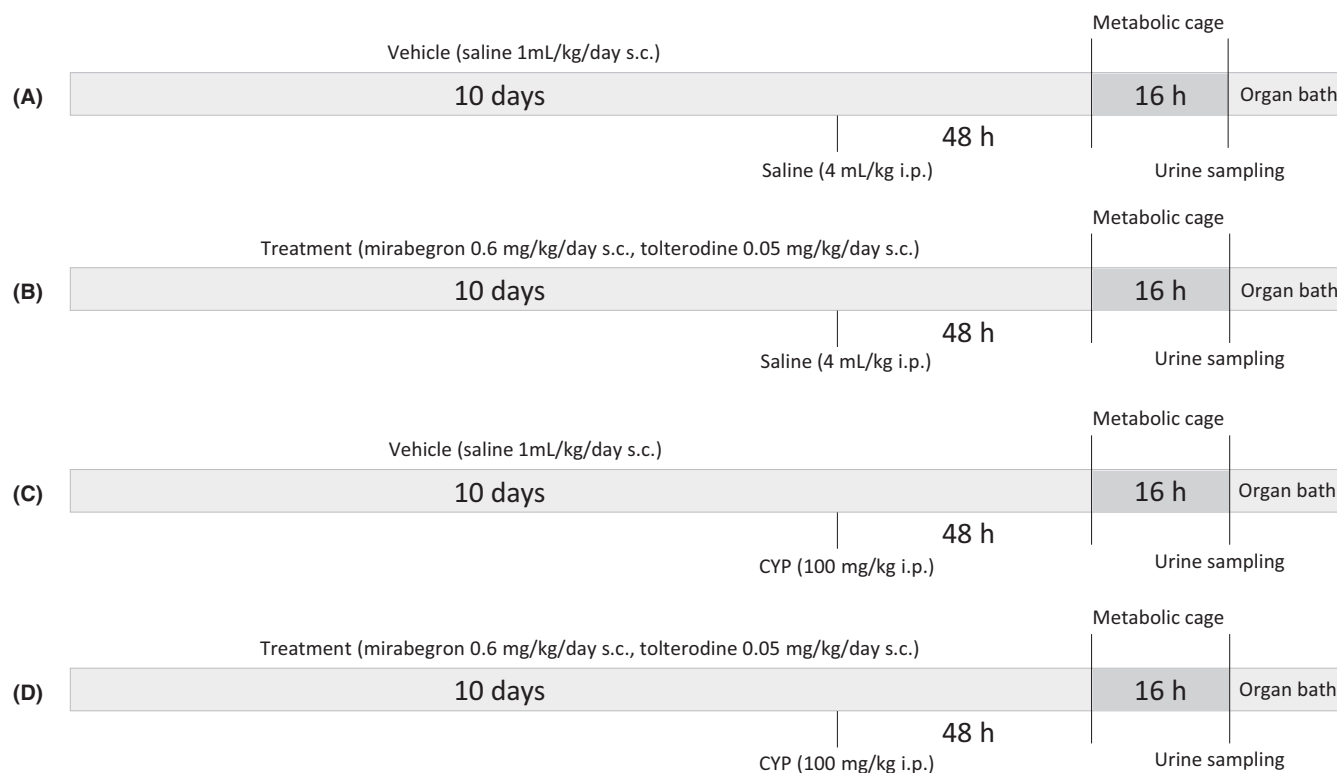 Metabolic cage
Vehicle (saline 1mL/kg/day s.c.)
(A) 10 days 16 h Organ bath
48 h
Saline (4 mL/kg i.p.) Urine sampling
Metabolic cage
Treatment (mirabegron 0.6 mg/kg/day s.c., tolterodine 0.05 mg/kg/day s.c.)
(B) 10 days 16 h Organ bath
48 h
Saline (4 mL/kg i.p.) Urine sampling
Metabolic cage
Vehicle (saline 1mL/kg/day s.c.)
(C) 10 days 16 h Organ bath
48 h
CYP (100 mg/kg i.p.) Urine sampling
Metabolic cage
Treatment (mirabegron 0.6 mg/kg/day s.c., tolterodine 0.05 mg/kg/day s.c.)
(D) 10 days 16 h Organ bath
48 h
CYP (100 mg/kg i.p.) Urine sampling